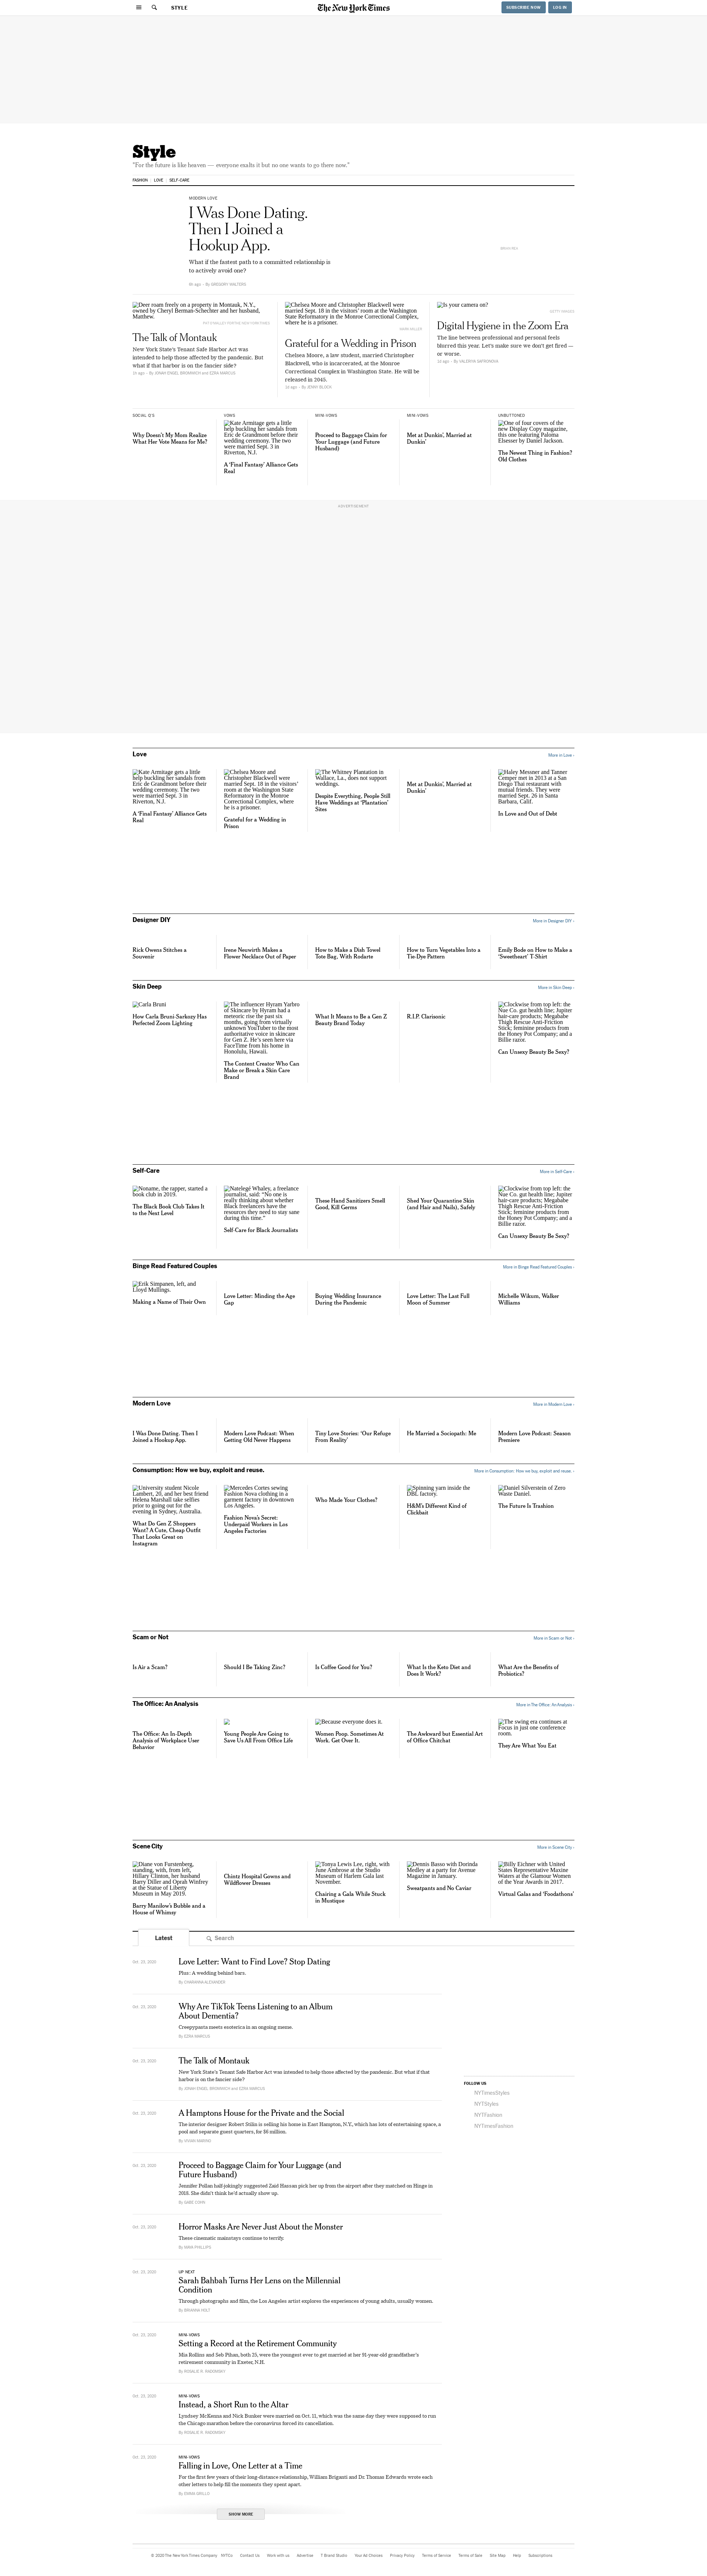 STYLE
The New York Times
SUBSCRIBE NOW
LOG IN
Style
"For the future is like heaven — everyone exalts it but no one wants to go there now."
FASHION
LOVE
SELF-CARE
MODERN LOVE
I Was Done Dating.
Then I Joined a
Hookup App.
What if the fastest path to a committed relationship is
to actively avoid one?
BRIAN REA
By GREGORY WALTERS
Deer roam freely on a property in Montauk, N.Y.,
owned by Cheryl Berman-Schechter and her husband,
Matthew.
The Talk of Montauk
New York State's Tenant Safe Harbor Act was
intended to help those affected by the pandemic. But
what if that harbor is on the fancier side?
1d ago · By JONAH ENGEL BROMWICH and EZRA MARCUS
Chelsea Moore and Christopher Blackwell were
married Sept. 18 in the visitors' room at the Washington
State Reformatory in the Monroe Correctional Complex,
where he is a prisoner.
Grateful for a Wedding in Prison
Chelsea Moore, a law student, married Christopher
Blackwell, who is incarcerated, at the Monroe
Correctional Complex in Washington State. He will be
released in 2045.
Is your camera on?
GETTY IMAGES
Digital Hygiene in the Zoom Era
The line between professional and personal feels
blurred this year. Let's make sure we don't get fired —
or worse.
1d ago · By VALERIYA SAFRONOVA
SOCIAL Q'S
Why Doesn't My Mom Realize
What Her Vote Means for Me?
VOWS
Kate Armitage gets a little
help buckling her sandals from
Eric de Grandmont before their
wedding ceremony. The two
were married Sept. 3 in
Riverton, N.J.
A 'Final Fantasy' Alliance Gets
Real
MINI-VOWS
Proceed to Baggage Claim for
Your Luggage (and Future
Husband)
MINI-VOWS
Met at Dunkin', Married at
Dunkin'
UNBUTTONED
One of four covers of the
new Display Copy magazine,
this one featuring Paloma
Elsesser by Daniel Jackson.
The Newest Thing in Fashion?
Old Clothes
ADVERTISEMENT
Love
More in Love ›
Kate Armitage gets a little
help buckling her sandals from
Eric de Grandmont before their
wedding ceremony. The two
were married Sept. 3 in
Riverton, N.J.
A 'Final Fantasy' Alliance Gets
Real
Chelsea Moore and
Christopher Blackwell were
married Sept. 18 in the visitors'
room at the Washington State
Reformatory in the Monroe
Correctional Complex, where
he is a prisoner.
Grateful for a Wedding in
Prison
The Whitney Plantation in
Wallace, La., does not support
weddings.
Despite Everything, People Still
Have Weddings at 'Plantation'
Sites
Met at Dunkin', Married at
Dunkin'
Haley Messner and Tanner
Cemper met in 2013 at a San
Diego Thai restaurant with
mutual friends. They were
married Sept. 26 in Santa
Barbara, Calif.
In Love and Out of Debt
Designer DIY
More in Designer DIY ›
Rick Owens Stitches a
Souvenir
Irene Neuwirth Makes a
Flower Necklace Out of Paper
How to Make a Dish Towel
Tote Bag, With Rodarte
How to Turn Vegetables Into a
Tie-Dye Pattern
Emily Bode on How to Make a
'Sweetheart' T-Shirt
Skin Deep
More in Skin Deep ›
Carla Bruni
How Carla Bruni-Sarkozy Has
Perfected Zoom Lighting
The influencer Hyram Yarbro
of Skincare by Hyram had a
meteoric rise the past six
months, going from virtually
unknown YouTuber to the most
authoritative voice in skincare
for Gen Z. He's seen here via
FaceTime from his home in
Honolulu, Hawaii.
The Content Creator Who Can
Make or Break a Skin Care
Brand
What It Means to Be a Gen Z
Beauty Brand Today
R.I.P. Clarisonic
Clockwise from top left: the
Nue Co. gut health line; Jupiter
hair-care products; Megababe
Thigh Rescue Anti-Friction
Stick; feminine products from
the Honey Pot Company; and a
Billie razor.
Can Unsexy Beauty Be Sexy?
Self-Care
More in Self-Care ›
Noname, the rapper, started a
book club in 2019.
The Black Book Club Takes It
to the Next Level
Natelegé Whaley, a freelance
journalist, said: "No one is
really thinking about whether
Black freelancers have the
resources they need to stay sane
during this time."
Self-Care for Black Journalists
These Hand Sanitizers Smell
Good, Kill Germs
Shed Your Quarantine Skin
(and Hair and Nails), Safely
Clockwise from top left: the
Nue Co. gut health line; Jupiter
hair-care products; Megababe
Thigh Rescue Anti-Friction
Stick; feminine products from
the Honey Pot Company; and a
Billie razor.
Can Unsexy Beauty Be Sexy?
Binge Read Featured Couples
More in Binge Read Featured Couples ›
Erik Simpanen, left, and
Lloyd Mullings.
Making a Name of Their Own
Love Letter: Minding the Age
Gap
Buying Wedding Insurance
During the Pandemic
Love Letter: The Last Full
Moon of Summer
Michelle Wikum, Walker
Williams
Modern Love
More in Modern Love ›
I Was Done Dating. Then I
Joined a Hookup App.
Modern Love Podcast: When
Getting Old Never Happens
Tiny Love Stories: 'Our Refuge
From Reality'
He Married a Sociopath: Me
Modern Love Podcast: Season
Premiere
Consumption: How we buy, exploit and reuse.
More in Consumption: How we buy, exploit and reuse. ›
University student Nicole
Lambert, 20, and her best friend
Helena Marshall take selfies
prior to going out for the
evening in Sydney, Australia.
What Do Gen Z Shoppers
Want? A Cute, Cheap Outfit
That Looks Great on
Instagram
Mercedes Cortes sewing
Fashion Nova clothing in a
garment factory in downtown
Los Angeles.
Fashion Nova's Secret:
Underpaid Workers in Los
Angeles Factories
Who Made Your Clothes?
Spinning yarn inside the
DBL factory.
H&M's Different Kind of
Clickbait
Daniel Silverstein of Zero
Waste Daniel.
The Future Is Trashion
Scam or Not
More in Scam or Not ›
Is Air a Scam?
Should I Be Taking Zinc?
Is Coffee Good for You?
What Is the Keto Diet and
Does It Work?
What Are the Benefits of
Probiotics?
The Office: An Analysis
More in The Office: An Analysis ›
The Office: An In-Depth
Analysis of Workplace User
Behavior
Young People Are Going to
Save Us All From Office Life
Because everyone does it.
Women Poop. Sometimes At
Work. Get Over It.
The Awkward but Essential Art
of Office Chitchat
The swing era continues at
Focus in just one conference
room.
They Are What You Eat
Scene City
More in Scene City ›
Diane von Furstenberg,
standing, with, from left,
Hillary Clinton, her husband
Barry Diller and Oprah Winfrey
at the Statue of Liberty
Museum in May 2019.
Barry Manilow's Bubble and a
House of Whimsy
Chintz Hospital Gowns and
Wildflower Dresses
Tonya Lewis Lee, right, with
June Ambrose at the Studio
Museum of Harlem Gala last
November.
Chairing a Gala While Stuck
in Mustique
Dennis Basso with Dorinda
Medley at a party for Avenue
Magazine in January.
Sweatpants and No Caviar
Billy Eichner with United
States Representative Maxine
Waters at the Glamour Women
of the Year Awards in 2017.
Virtual Galas and 'Foodathons'
Latest
Search
Oct. 23, 2020
Love Letter: Want to Find Love? Stop Dating
Plus: A wedding behind bars.
By CHARANNA ALEXANDER
Oct. 23, 2020
Why Are TikTok Teens Listening to an Album
About Dementia?
Creepypasta meets esoterica in an ongoing meme.
By EZRA MARCUS
Oct. 23, 2020
The Talk of Montauk
New York State's Tenant Safe Harbor Act was intended to help those affected by the pandemic. But what if that
harbor is on the fancier side?
By JONAH ENGEL BROMWICH and EZRA MARCUS
Oct. 23, 2020
A Hamptons House for the Private and the Social
The interior designer Robert Stilin is selling his home in East Hampton, N.Y., which has lots of entertaining space, a
pool and separate guest quarters, for $6 million.
By VIVIAN MARINO
Oct. 23, 2020
Proceed to Baggage Claim for Your Luggage (and
Future Husband)
Jennifer Pollan half-jokingly suggested Zaid Hassan pick her up from the airport after they matched on Hinge in
2018. She didn't think he'd actually show up.
By GABE COHN
Oct. 23, 2020
Horror Masks Are Never Just About the Monster
These cinematic mainstays continue to terrify.
By MAYA PHILLIPS
Oct. 23, 2020
UP NEXT
Sarah Bahbah Turns Her Lens on the Millennial
Condition
Through photographs and film, the Los Angeles artist explores the experiences of young adults, usually women.
By BRIANNA HOLT
Oct. 23, 2020
MINI-VOWS
Setting a Record at the Retirement Community
Mia Rollins and Seb Pihan, both 25, were the youngest ever to get married at her 91-year-old grandfather's
retirement community in Exeter, N.H.
By ROSALIE R. RADOMSKY
Oct. 23, 2020
MINI-VOWS
Instead, a Short Run to the Altar
Lyndsey McKenna and Nick Bunker were married on Oct. 11, which was the same day they were supposed to run
the Chicago marathon before the coronavirus forced its cancellation.
By ROSALIE R. RADOMSKY
Oct. 23, 2020
MINI-VOWS
Falling in Love, One Letter at a Time
For the first few years of their long-distance relationship, William Briganti and Dr. Thomas Edwards wrote each
other letters to help fill the moments they spent apart.
SHOW MORE
FOLLOW US
NYTimesStyles
NYTStyles
NYTFashion
NYTimesFashion
© 2020 The New York Times Company
NYTCo
Contact Us
Work with us
Advertise
T Brand Studio
Your Ad Choices
Privacy Policy
Terms of Service
Terms of Sale
Site Map
Help
Subscriptions